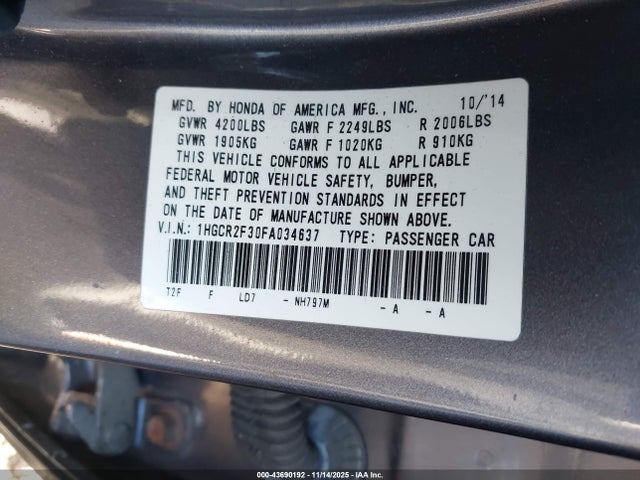 MFD. BY HONDA OF AMERICA MFG., INC. 10/'14
GVWR 4200LBS GAWR F 2249LBS R 2006LBS
GVWR 1905KG GAWR F 1020KG R 910KG
THIS VEHICLE CONFORMS TO ALL APPLICABLE
FEDERAL MOTOR VEHICLE SAFETY, BUMPER,
AND THEFT PREVENTION STANDARDS IN EFFECT
ON THE DATE OF MANUFACTURE SHOWN ABOVE.
V.I.N.: 1HGCR2F30FA034637 TYPE: PASSENGER CAR
T2F F LD7 - NH797M - A - A
000-43690192 - 11/14/2025 - IAA Inc.